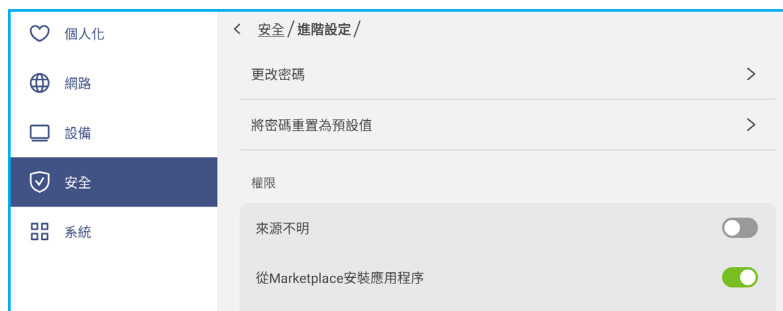 個人化
網路
設備
安全
系統
安全/進階設定/
更改密碼
將密碼重置為預設值
權限
來源不明
從Marketplace安裝應用程序